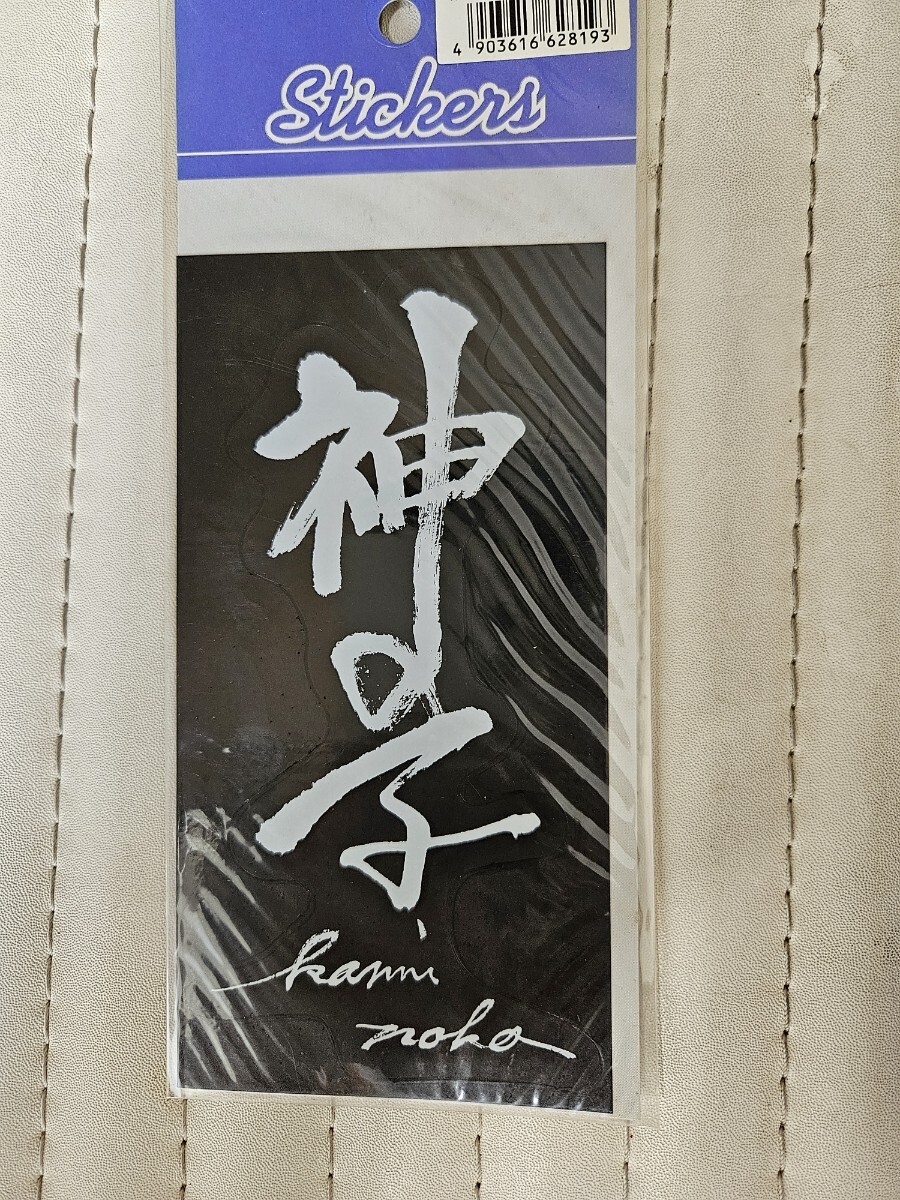 4 903616 628193
Stickers
神の子
kami
noko